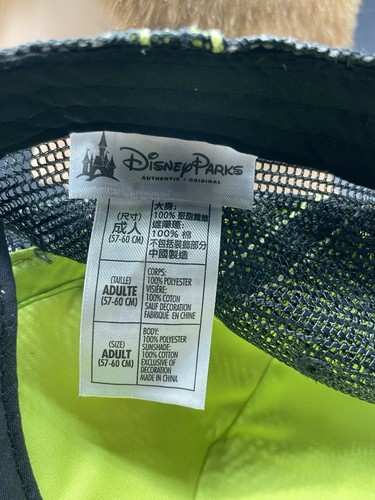 Disney Parks
AUTHENTIC • ORIGINAL
(尺寸)
成人
(57-60 CM)
大身:
100% 聚酯纖維
遮陽簷:
100% 棉
不包括裝飾部分
中國製造
(TAILLE)
ADULTE
(57-60 CM)
CORPS:
100% POLYESTER
VISIÈRE:
100% COTON
SAUF DECORATION
FABRIQUÉ EN CHINE
(SIZE)
ADULT
(57-60 CM)
BODY:
100% POLYESTER
SUNSHADE:
100% COTTON
EXCLUSIVE OF
DECORATION
MADE IN CHINA